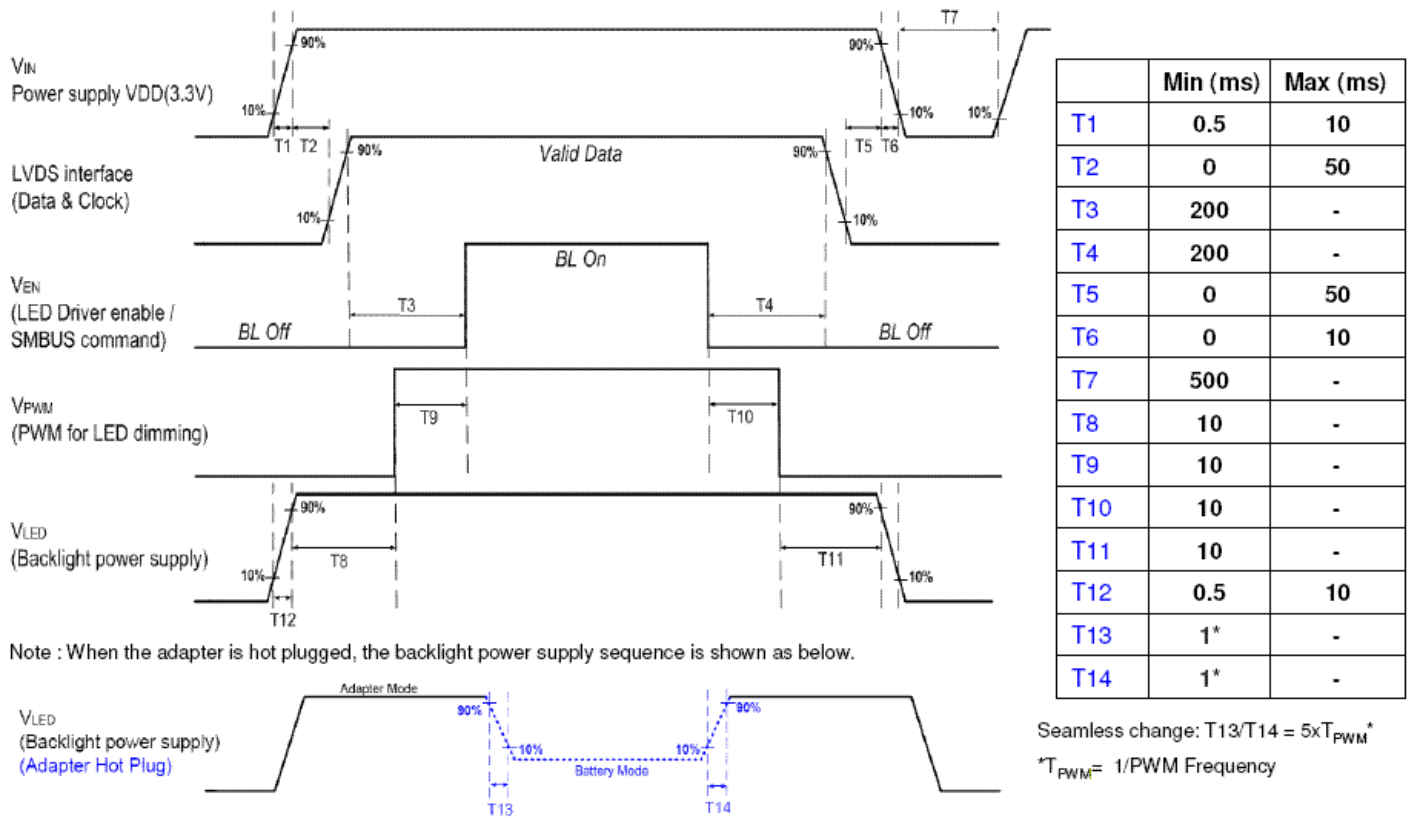 T7
90%
90%
VIN
Power supply VDD(3.3V)
10%
10%
10%
T1 T2
T5 T6
90%
Valid Data
90%
LVDS interface
(Data & Clock)
10%
10%
BL On
VEN
(LED Driver enable /
SMBUS command)
T3
T4
BL Off
BL Off
VPWM
(PWM for LED dimming)
T9
T10
90%
90%
VLED
(Backlight power supply)
T8
T11
10%
10%
T12
Note : When the adapter is hot plugged, the backlight power supply sequence is shown as below.
Adapter Mode
90%
90%
VLED
(Backlight power supply)
(Adapter Hot Plug)
10%
10%
Battery Mode
T13
T14
Min (ms) Max (ms)
T1 0.5 10
T2 0 50
T3 200 -
T4 200 -
T5 0 50
T6 0 10
T7 500 -
T8 10 -
T9 10 -
T10 10 -
T11 10 -
T12 0.5 10
T13 1* -
T14 1* -
Seamless change: T13/T14 = 5xTPWM*
*TPWM= 1/PWM Frequency